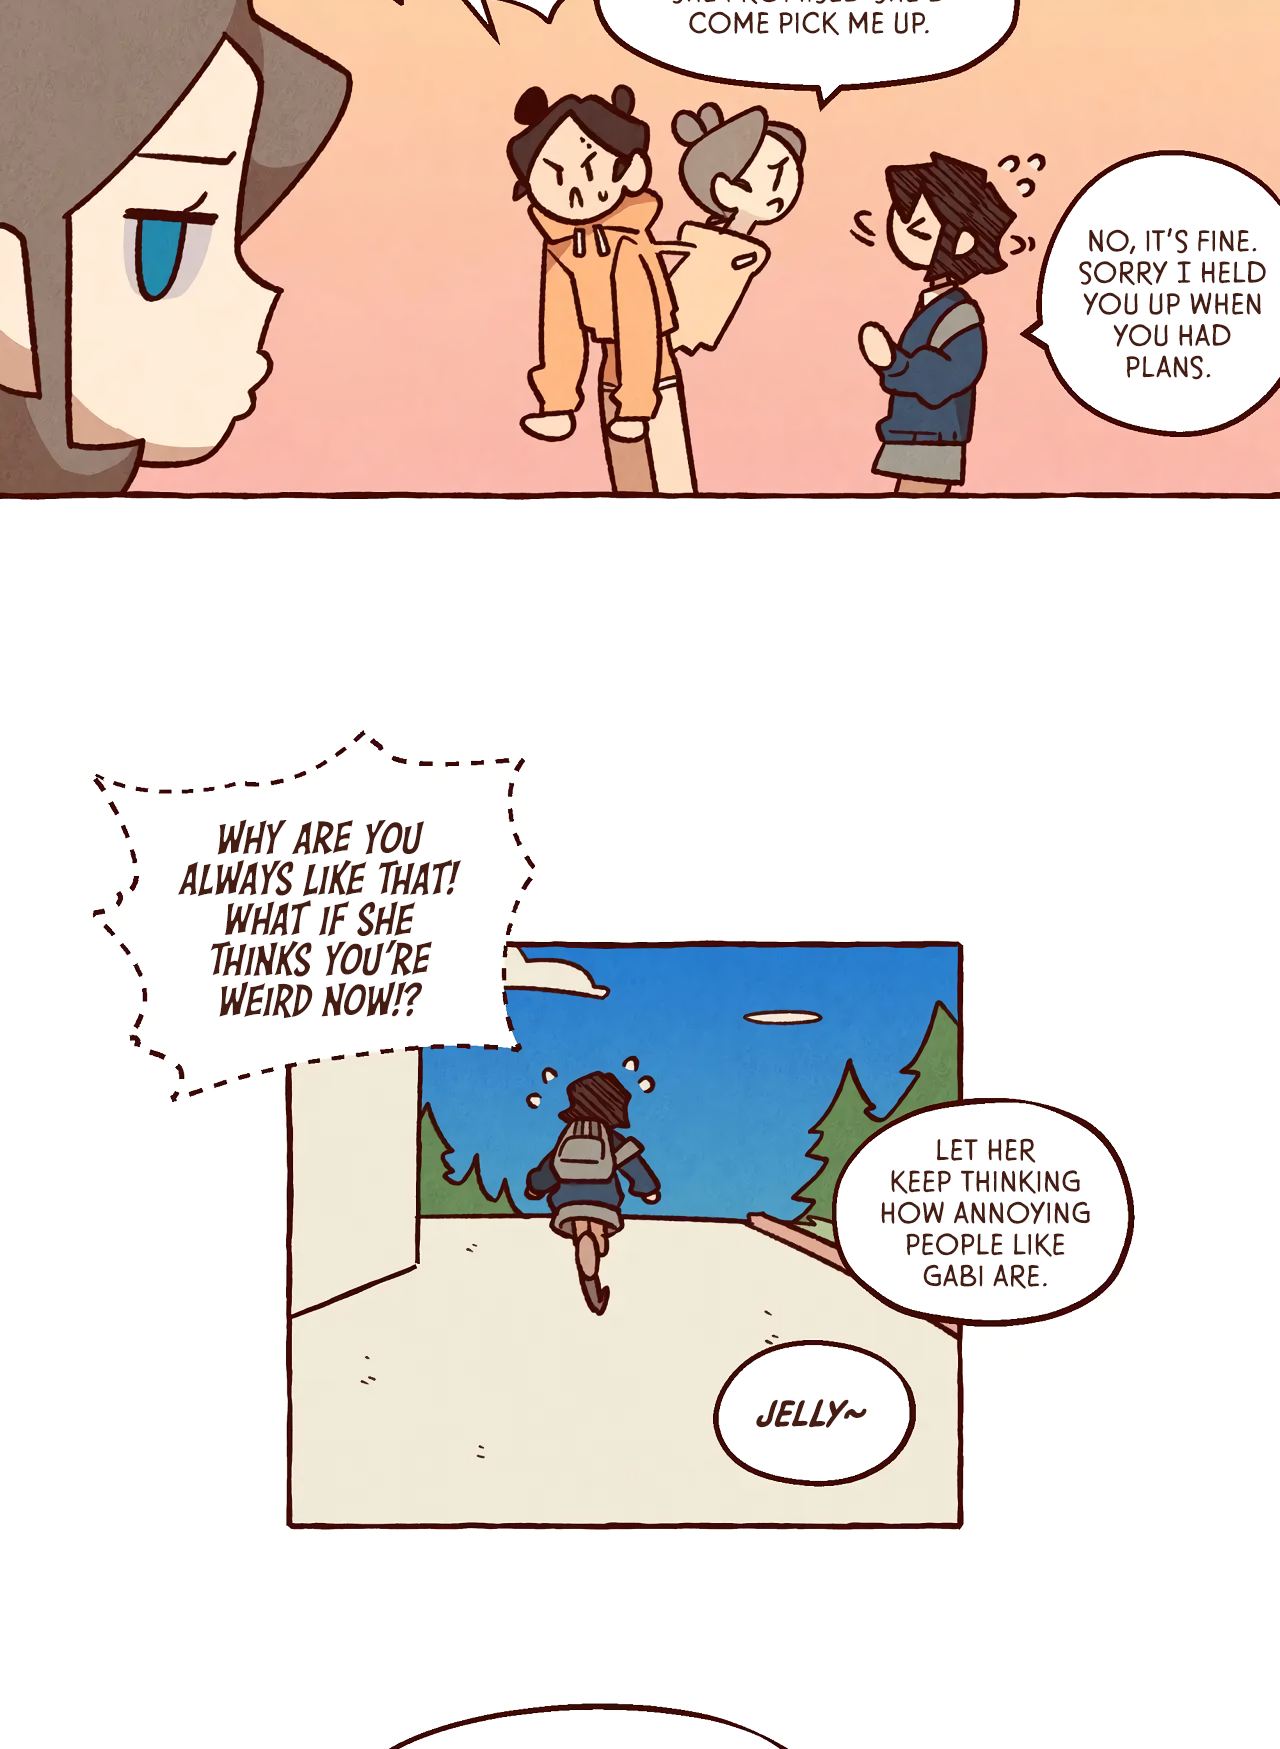 COME PICK ME UP.
NO, IT'S FINE.
SORRY I HELD
YOU UP WHEN
YOU HAD
PLANS.
WHY ARE YOU
ALWAYS LIKE THAT!
WHAT IF SHE
THINKS YOU'RE
WEIRD NOW!?
LET HER
KEEP THINKING
HOW ANNOYING
PEOPLE LIKE
GABI ARE.
JELLY~